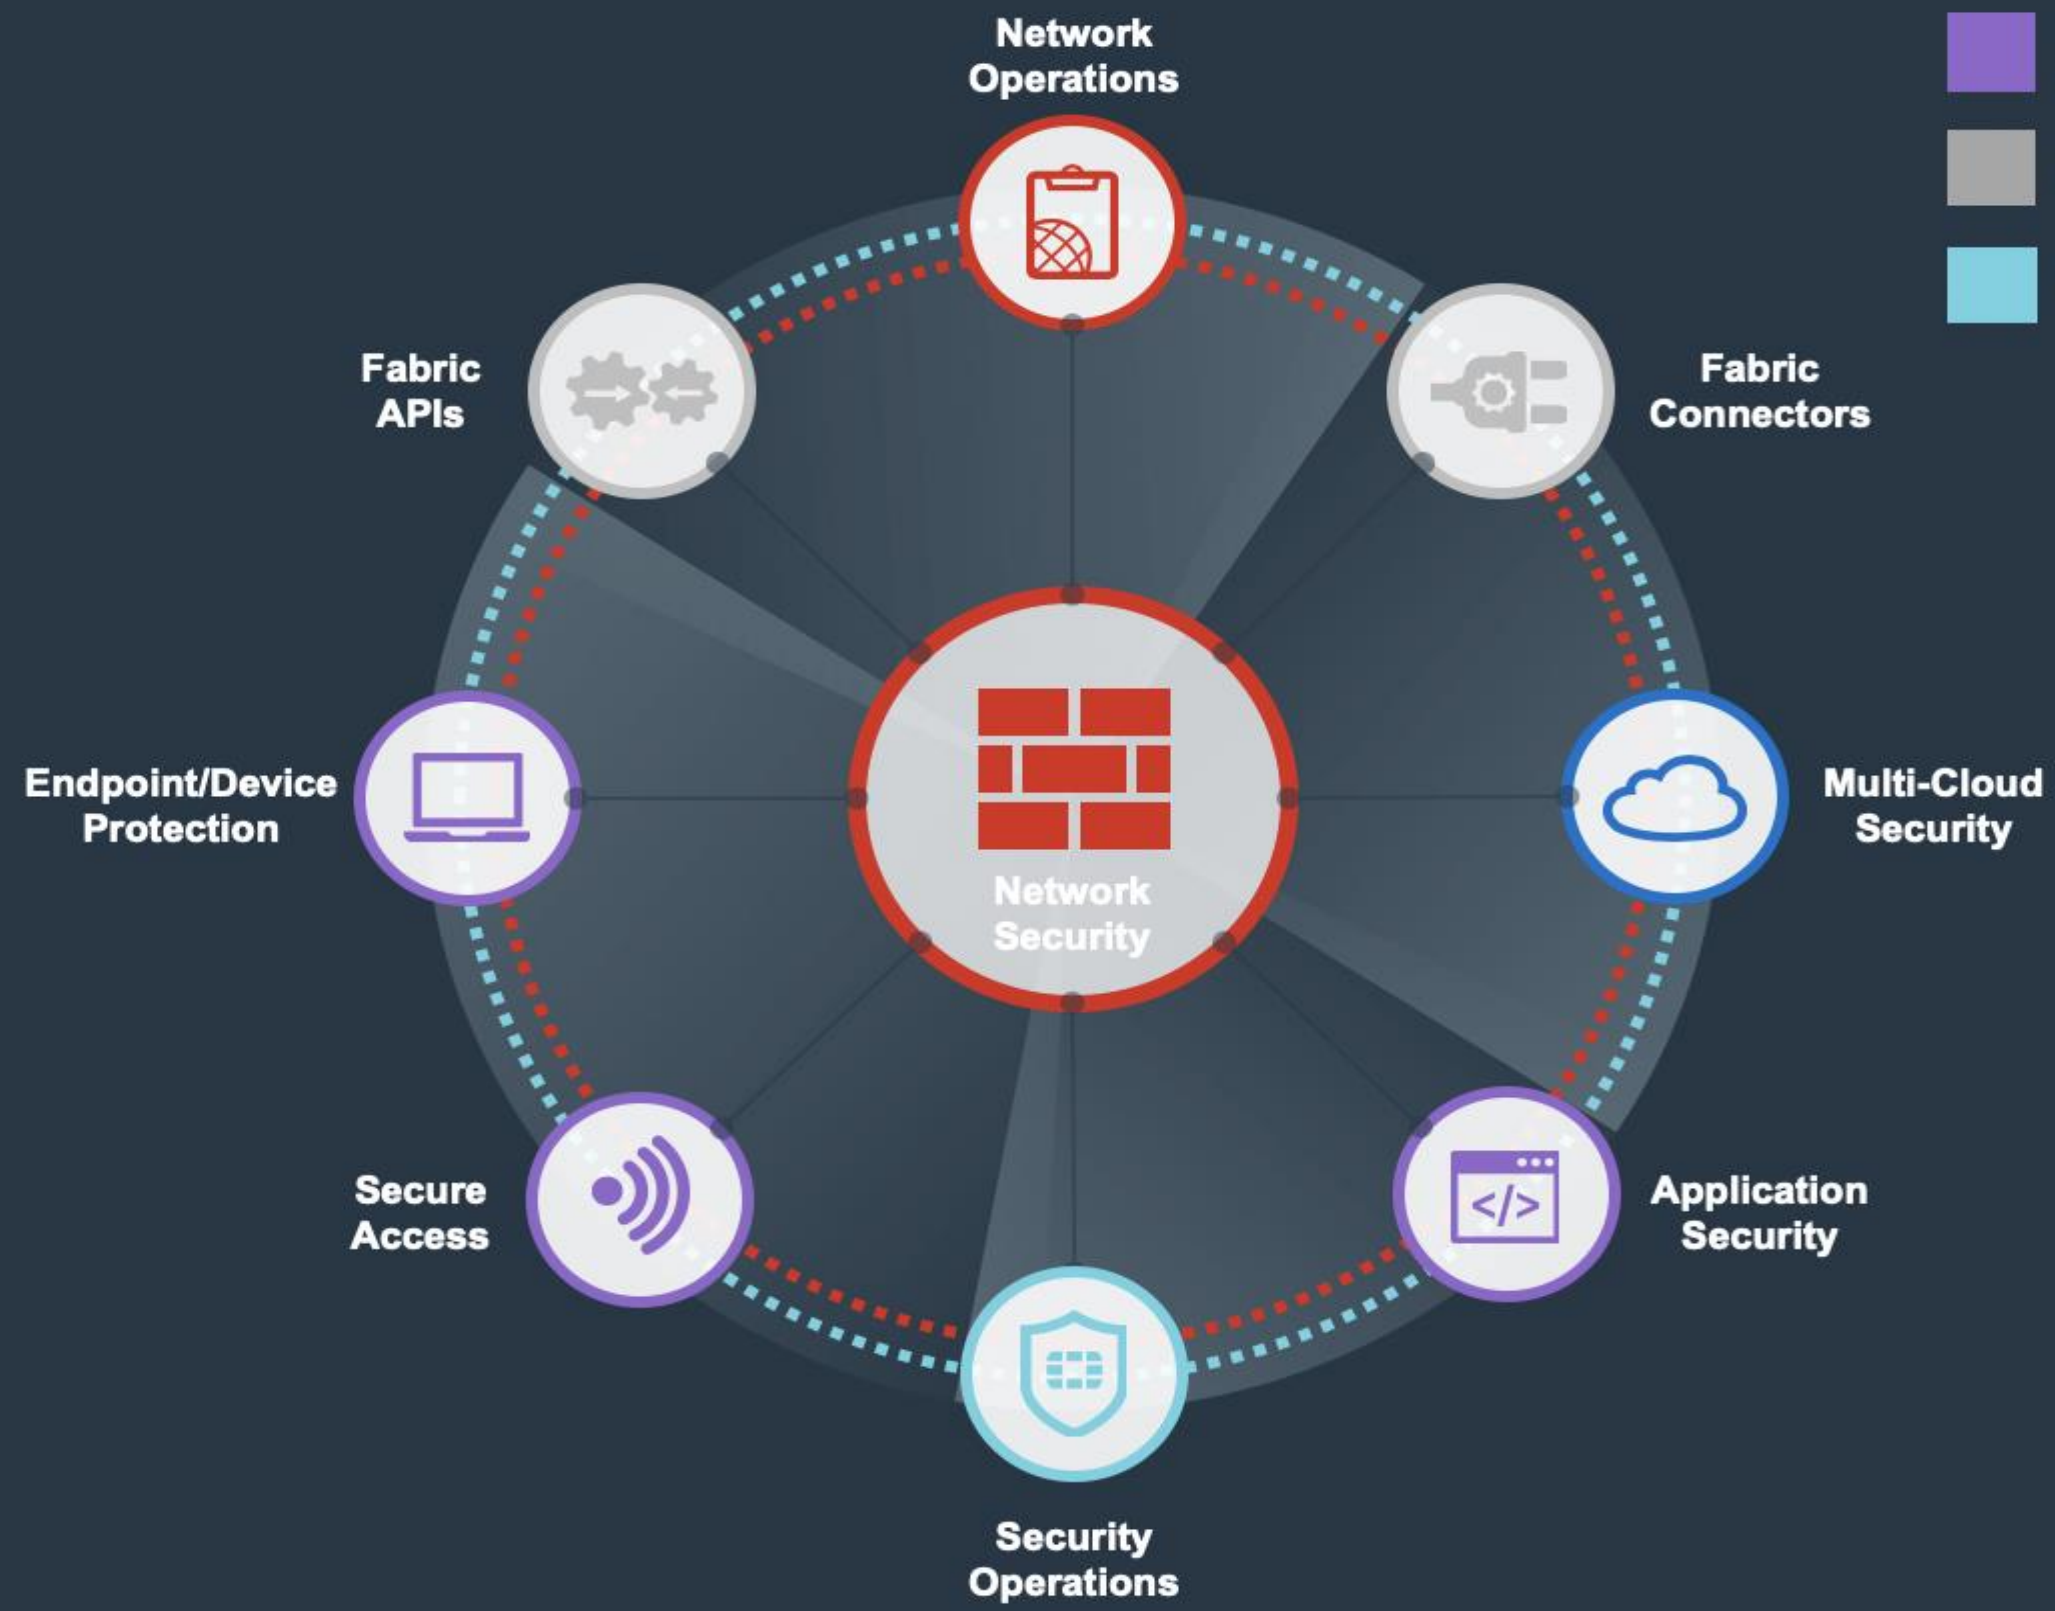 Network
Operations
Fabric
APIs
Fabric
Connectors
Endpoint/Device
Protection
Network
Security
Multi-Cloud
Security
Secure
Access
</>
Application
Security
Security
Operations